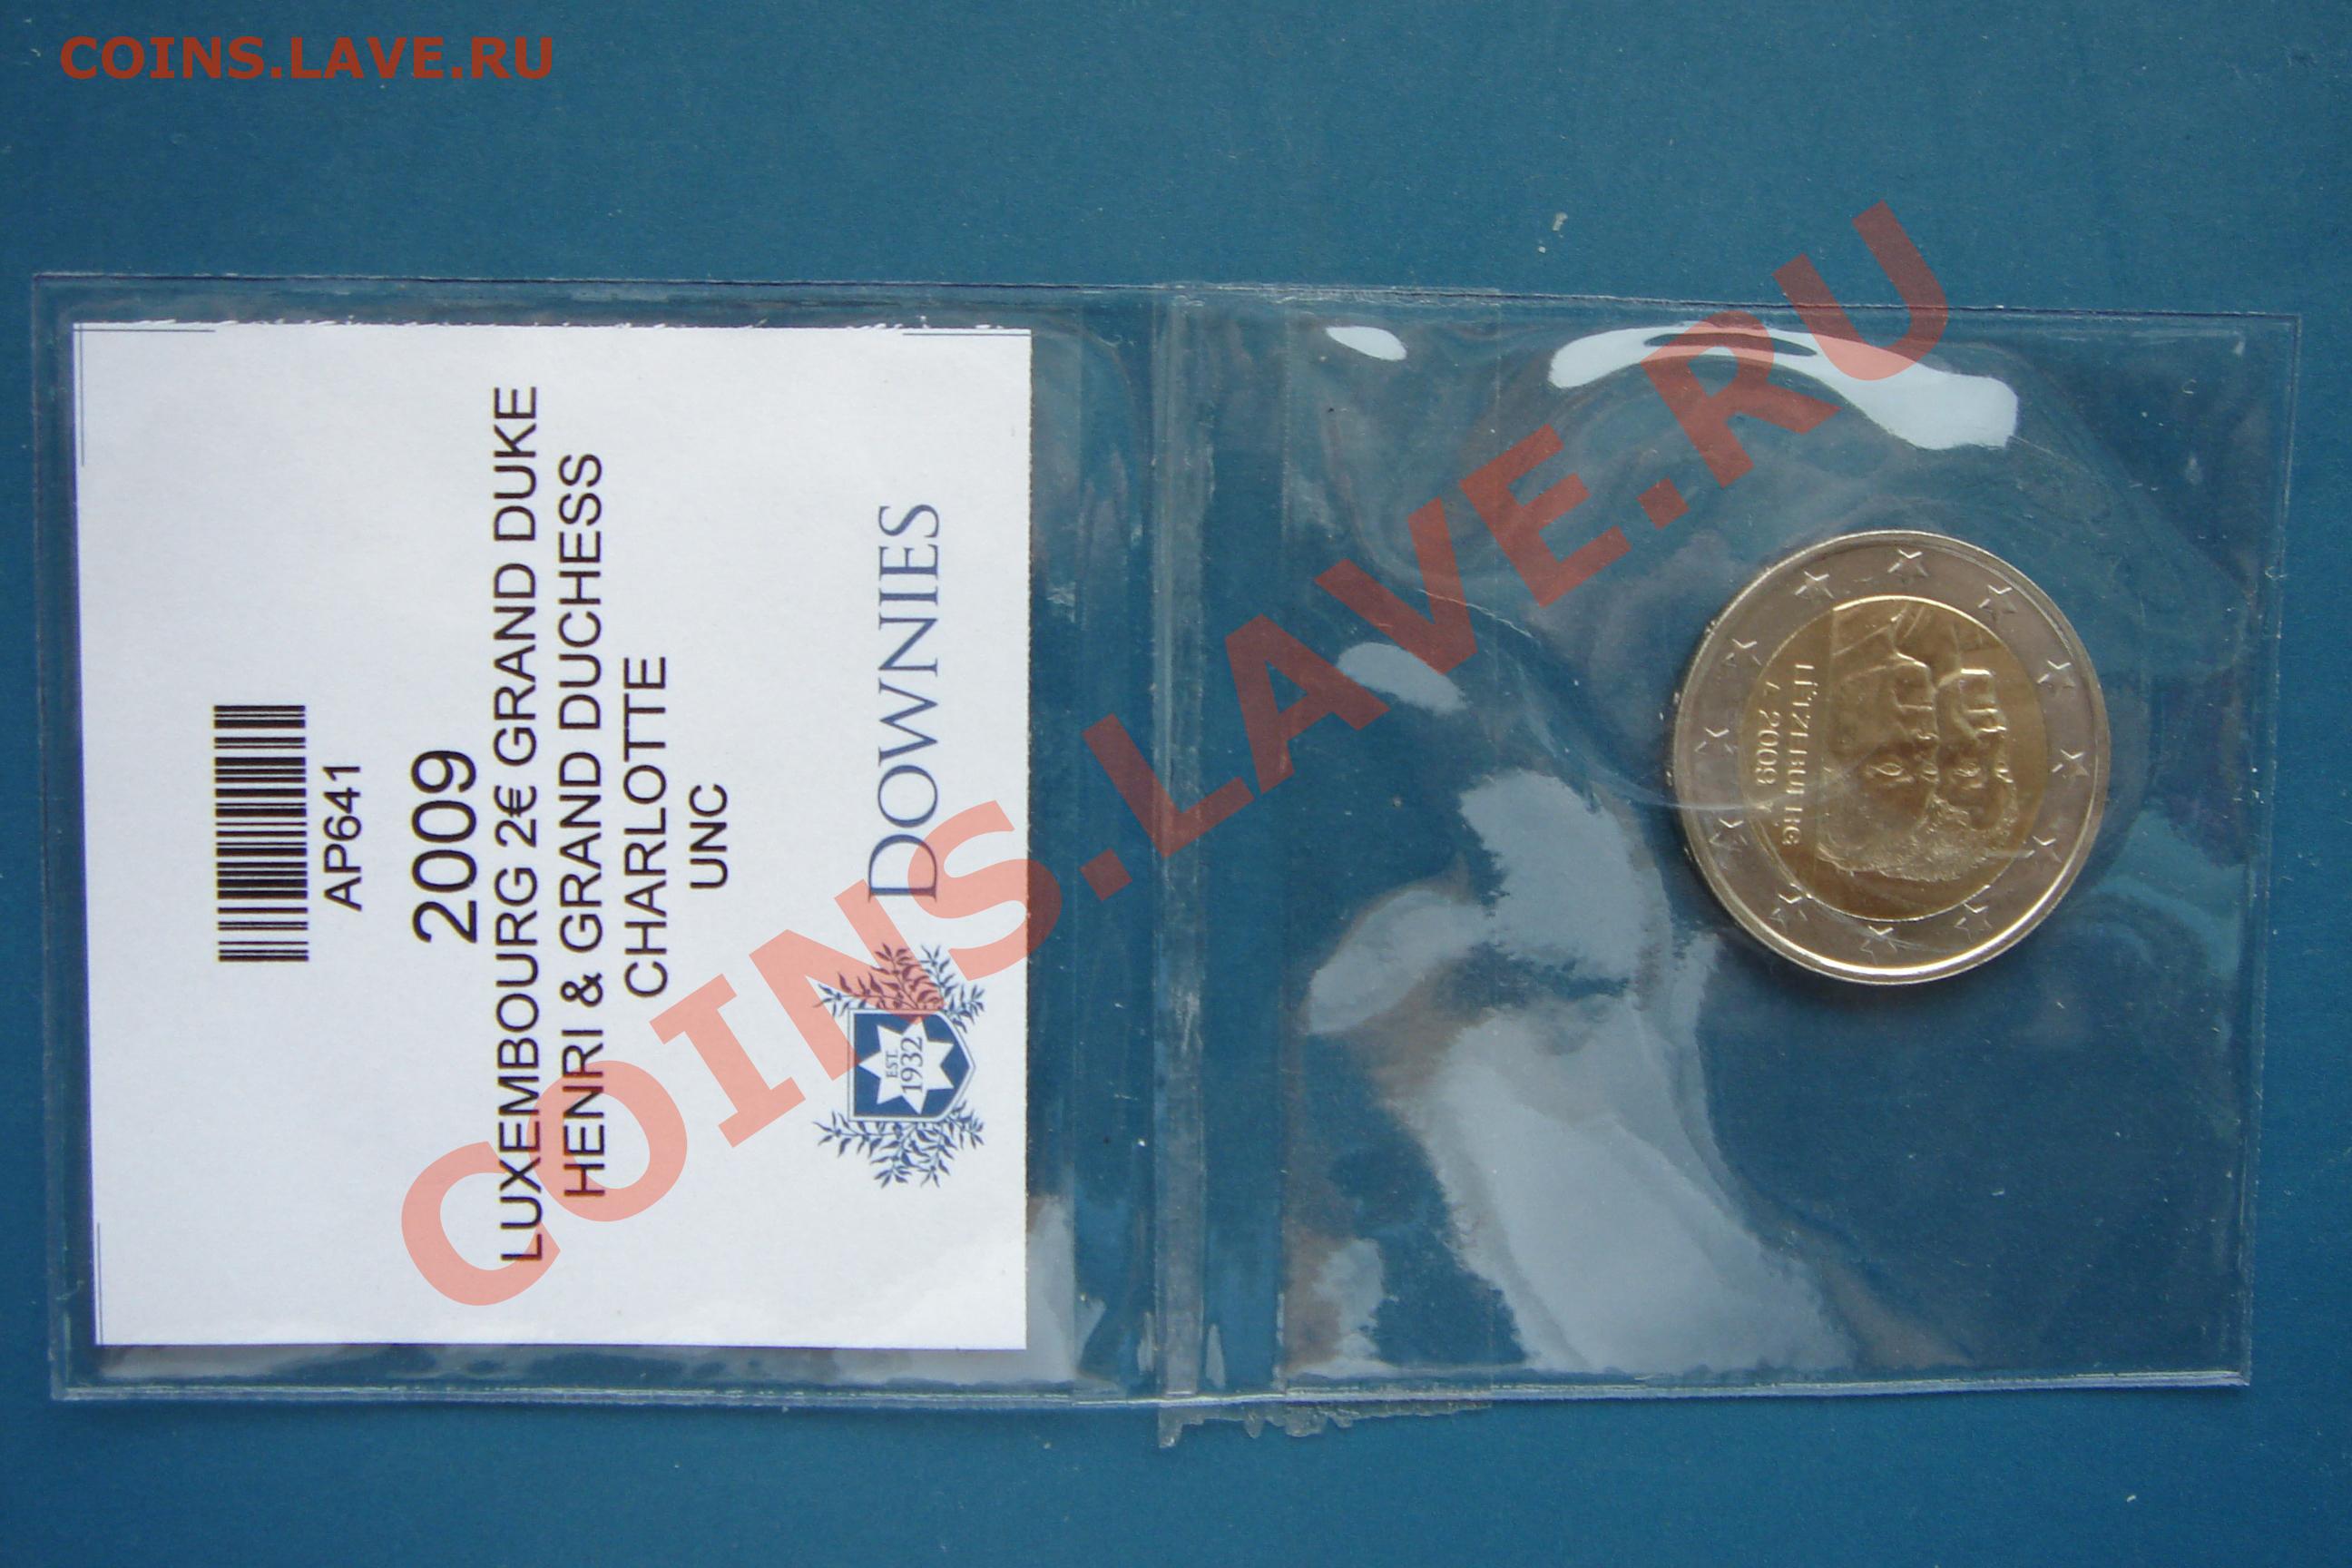 COINS.LAVE.RU
AP641
2009
LUXEMBOURG 2€ GRAND DUKE
HENRI & GRAND DUCHESS
CHARLOTTE
UNC
EST.
1932
DOWNIES
LËTZEBUERG
2009
COINS.LAVE.RU